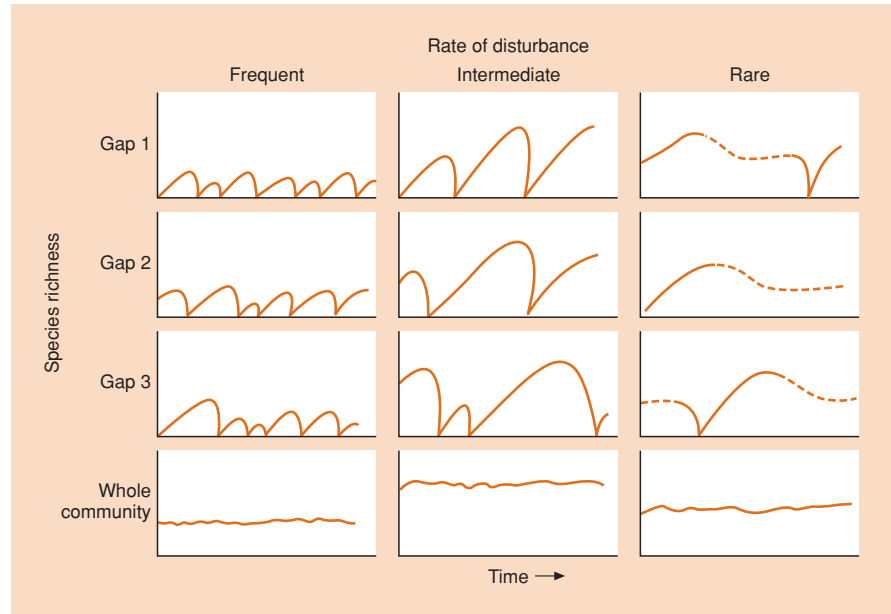 Rate of disturbance
Frequent
Intermediate
Rare
Species richness
Gap 1
Gap 2
Gap 3
Whole
community
Time